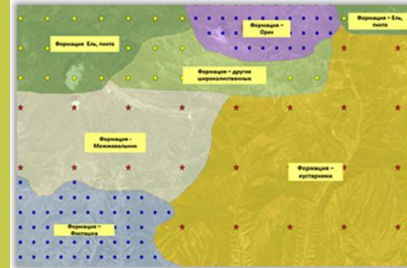 Формация – Ель,
пихта
Формация –
Орех
Формация Ель, пихта
Формация – другие
широколиственные
Формация -
Можжевельник
Формация –
кустарники
Формация –
Фисташка